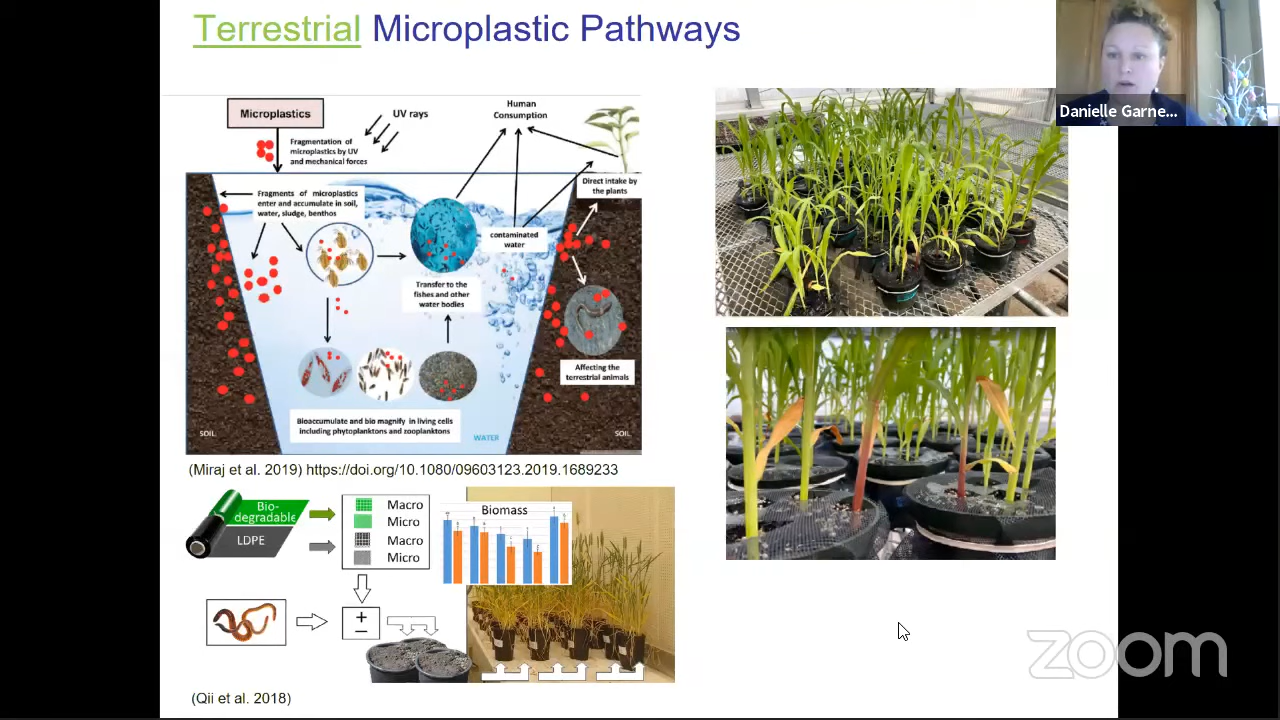 Terrestrial Microplastic Pathways
Danielle Garne...
Microplastics
UV rays
Human
Consumption
Fragmentation of
microplastics by UV
and mechanical forces
Direct intake by
the plants
Fragments of microplastics
enter and accumulate in soil,
water, sludge, benthos
contaminated
water
Transfer to the
fishes and other
water bodies
Affecting the
terrestrial animals
Bioaccumulate and bio magnify in living cells
including phytoplanktons and zooplanktons
SOIL
WATER
SOIL
(Miraj et al. 2019) https://doi.org/10.1080/09603123.2019.1689233
Bio-
degradable
LDPE
Macro
Micro
Macro
Micro
Biomass
+
−
(Qii et al. 2018)
zoom